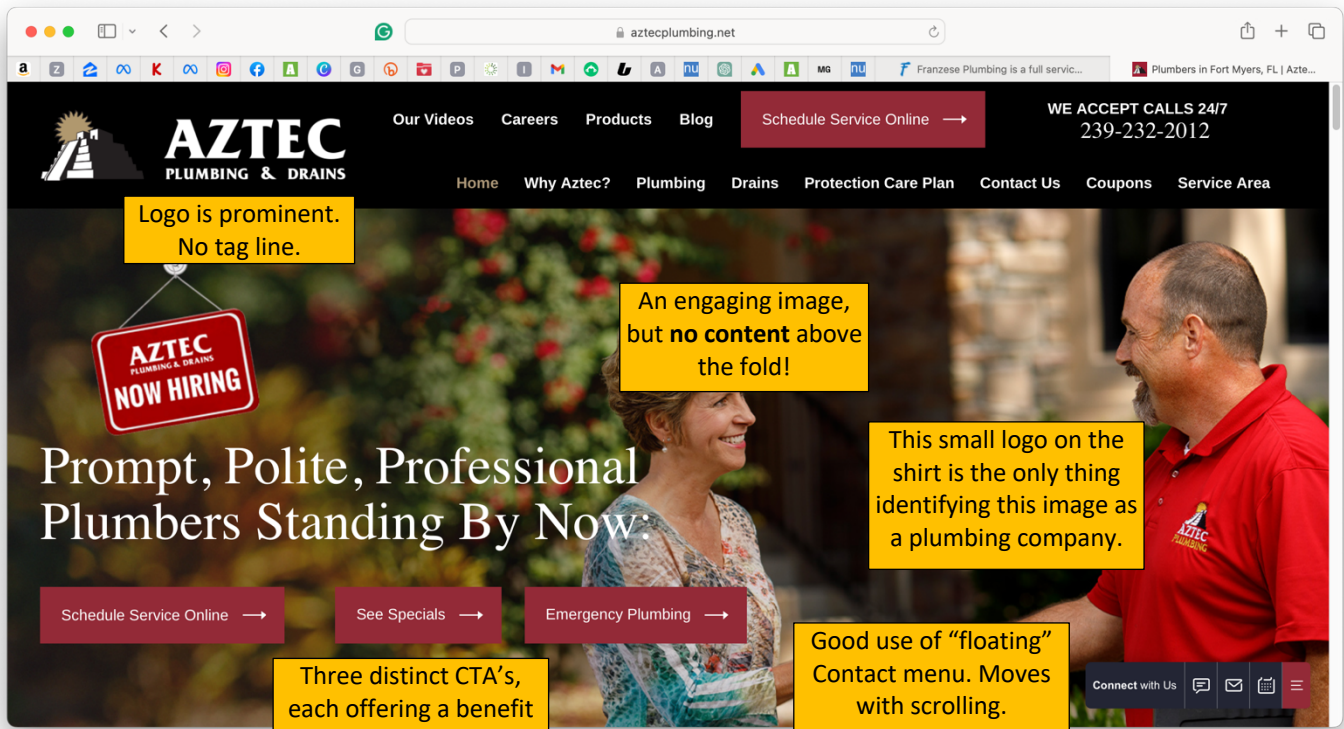 aztecplumbing.net
Franzese Plumbing is a full servic...
Plumbers in Fort Myers, FL | Azte...
AZTEC
PLUMBING & DRAINS
Our Videos Careers Products Blog Schedule Service Online →
WE ACCEPT CALLS 24/7
239-232-2012
Home Why Aztec? Plumbing Drains Protection Care Plan Contact Us Coupons Service Area
Logo is prominent.
No tag line.
AZTEC
PLUMBING & DRAINS
NOW HIRING
An engaging image,
but no content above
the fold!
This small logo on the
shirt is the only thing
identifying this image as
a plumbing company.
AZTEC
PLUMBING
Prompt, Polite, Professional
Plumbers Standing By Now:
Schedule Service Online → See Specials → Emergency Plumbing →
Three distinct CTA's,
each offering a benefit
Good use of “floating”
Contact menu. Moves
with scrolling.
Connect with Us